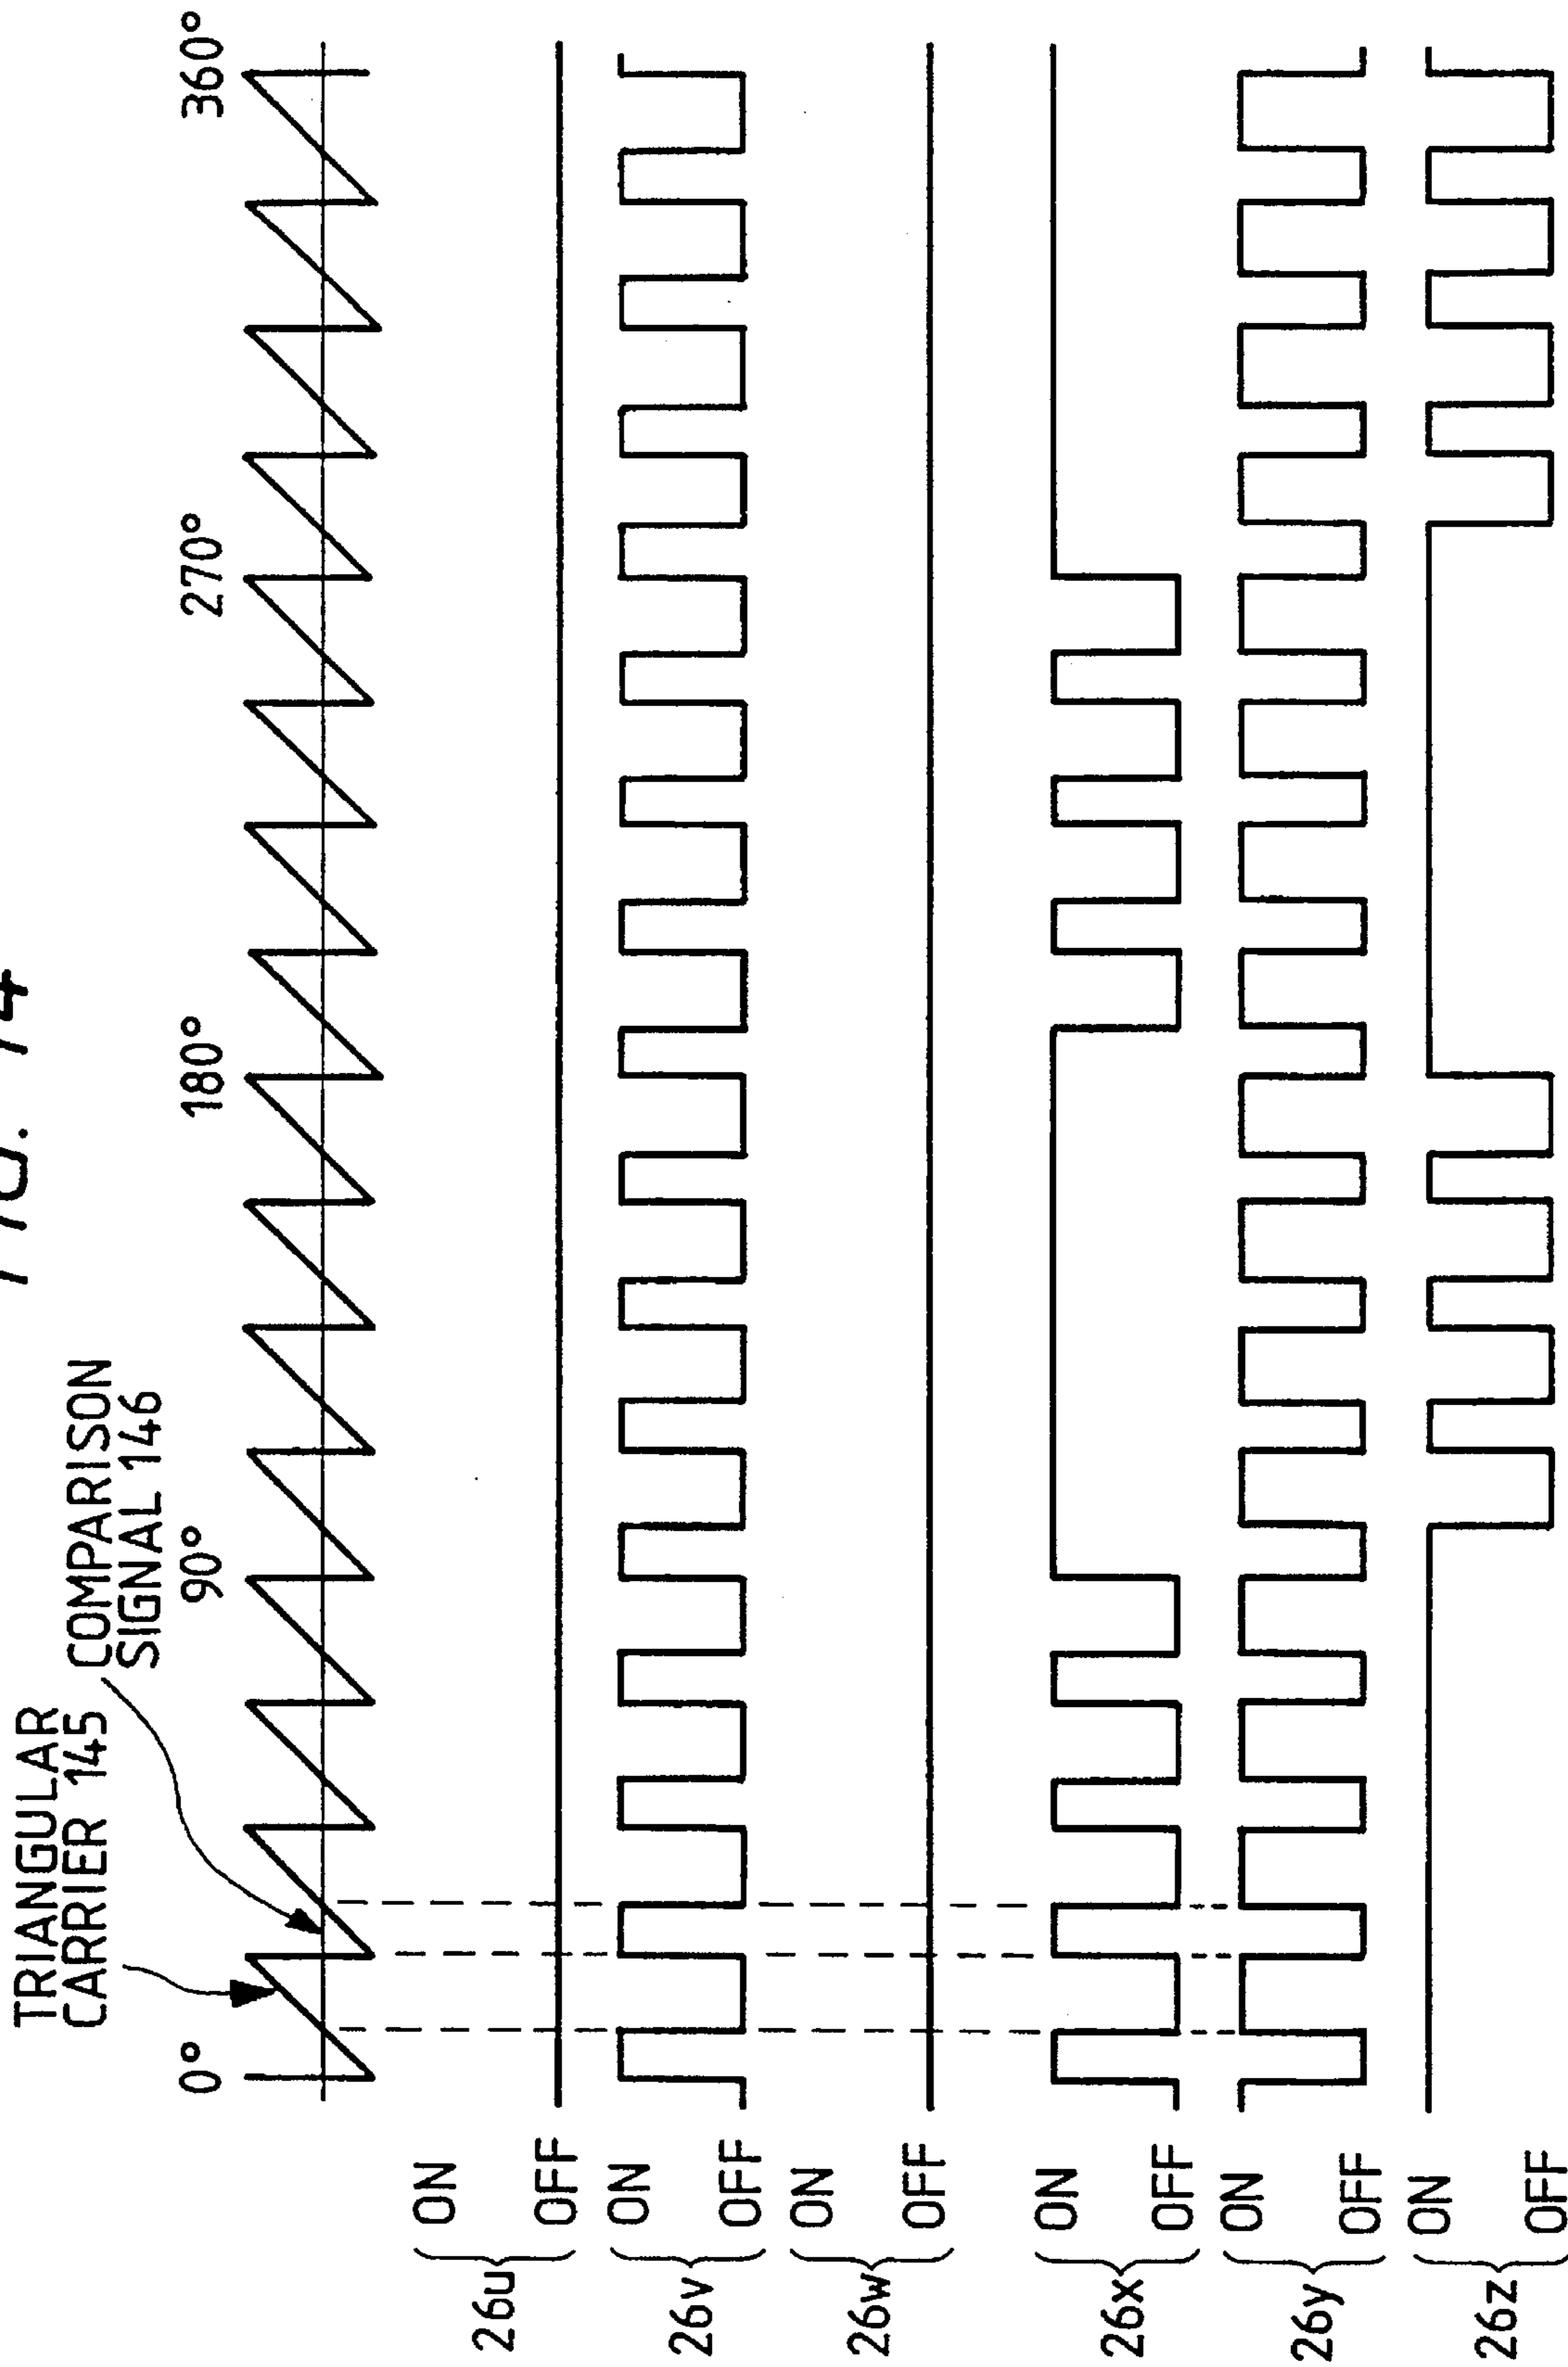 FIG. 14
TRIANGULAR
CARRIER 145
COMPARISON
SIGNAL 146
0°
90°
180°
270°
360°
26u
ON
OFF
26v
ON
OFF
26w
ON
OFF
26x
ON
OFF
26y
ON
OFF
26z
ON
OFF